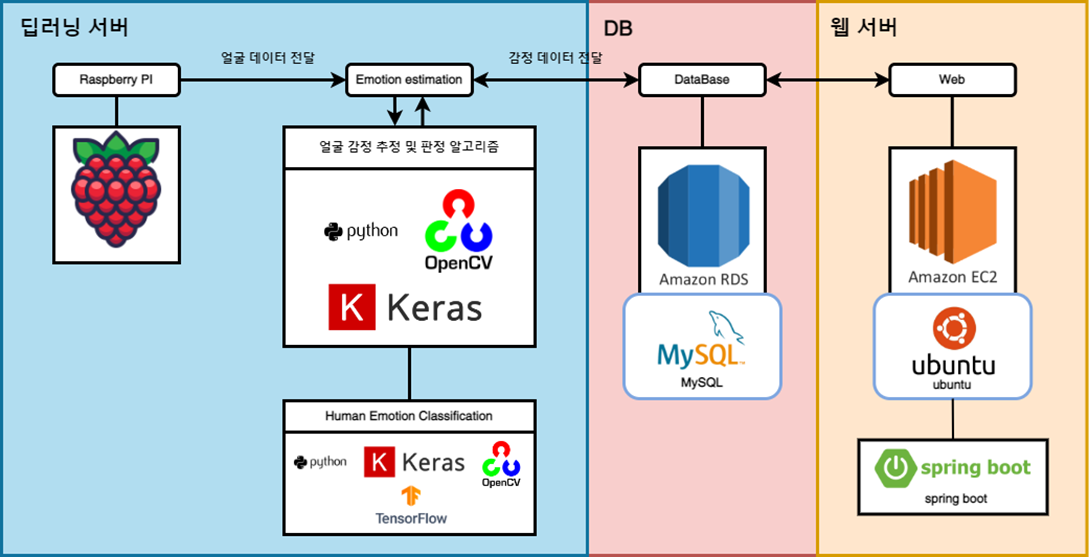 딥러닝 서버
DB
웹 서버
얼굴 데이터 전달
감정 데이터 전달
Raspberry PI
Emotion estimation
DataBase
Web
얼굴 감정 추정 및 판정 알고리즘
python
OpenCV
K Keras
Amazon RDS
Amazon EC2
MySQL™
MySQL
ubuntu
ubuntu
Human Emotion Classification
python
K Keras
OpenCV
TensorFlow
spring boot
spring boot